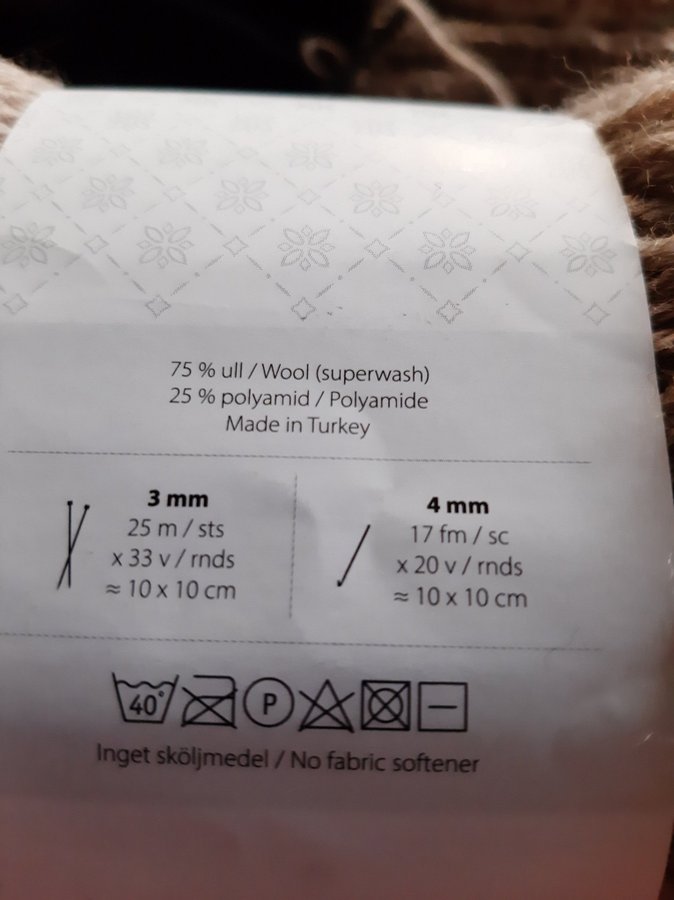 75 % ull / Wool (superwash)
25 % polyamid / Polyamide
Made in Turkey
3 mm
25 m / sts
x 33 v / rnds
≈ 10 x 10 cm
4 mm
17 fm / sc
x 20 v / rnds
≈ 10 x 10 cm
40°
P
Inget sköljmedel / No fabric softener